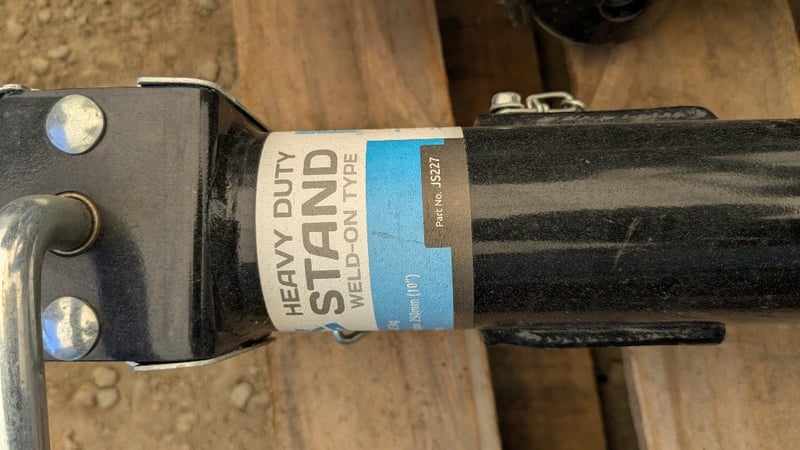 HEAVY DUTY
STAND
WELD-ON TYPE
Part No. JS227
250mm (10")